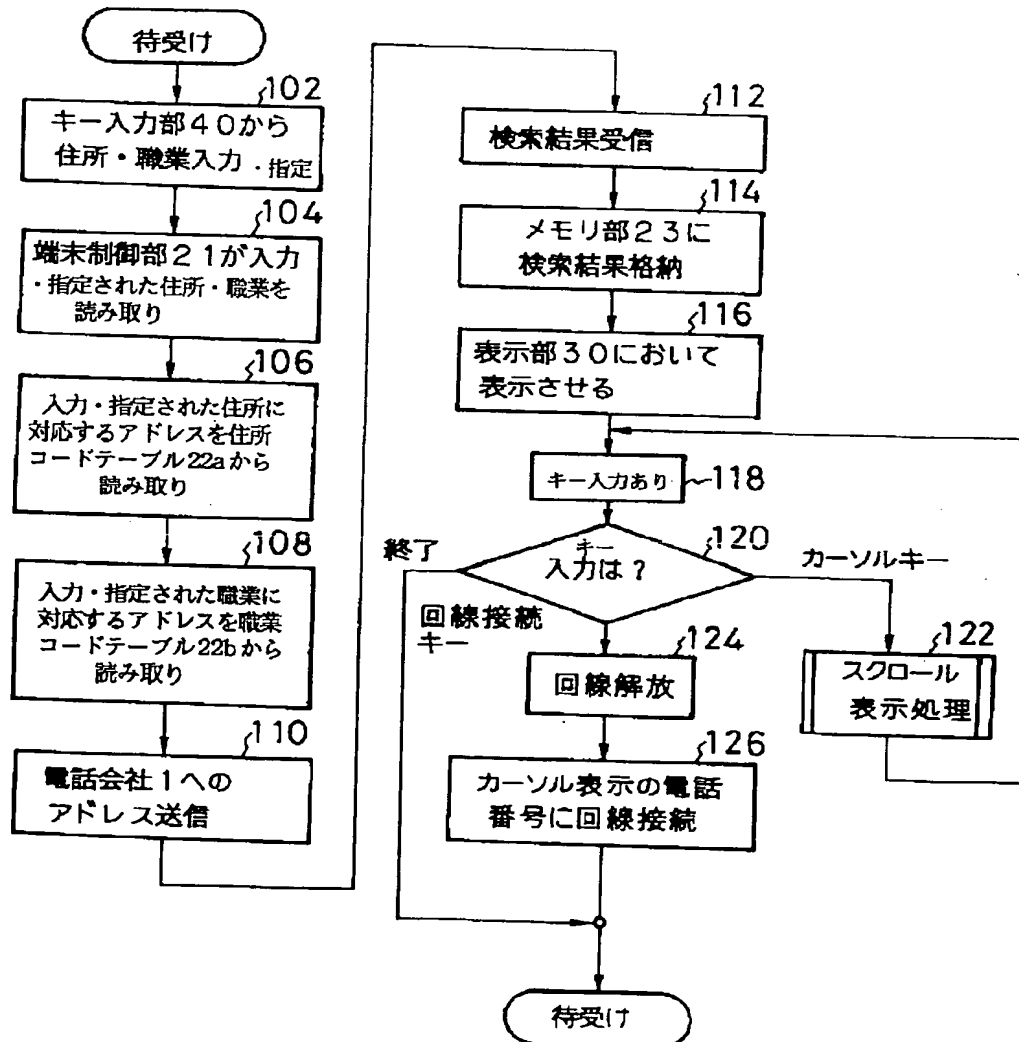 待受け
102
キー入力部40から
住所・職業入力・指定
104
端末制御部21が入力
・指定された住所・職業を
読み取り
106
入力・指定された住所に
対応するアドレスを住所
コードテーブル22aから
読み取り
108
入力・指定された職業に
対応するアドレスを職業
コードテーブル22bから
読み取り
110
電話会社1への
アドレス送信
112
検索結果受信
114
メモリ部23に
検索結果格納
116
表示部30において
表示させる
キー入力あり
118
120
キー
入力は?
終了
カーソルキー
回線接続
キー
122
スクロール
表示処理
124
回線解放
126
カーソル表示の電話
番号に回線接続
待受け